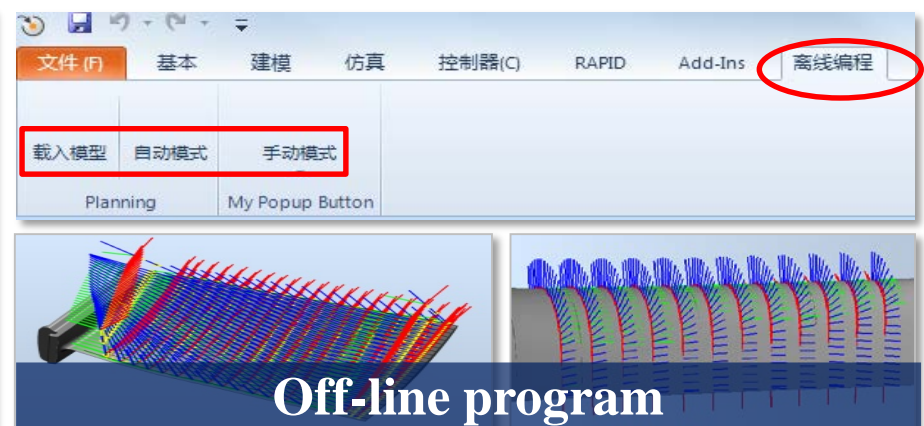 文件(F) 基本 建模 仿真 控制器(C) RAPID Add-Ins 离线编程
载入模型 自动模式 手动模式
Planning My Popup Button
Off-line program